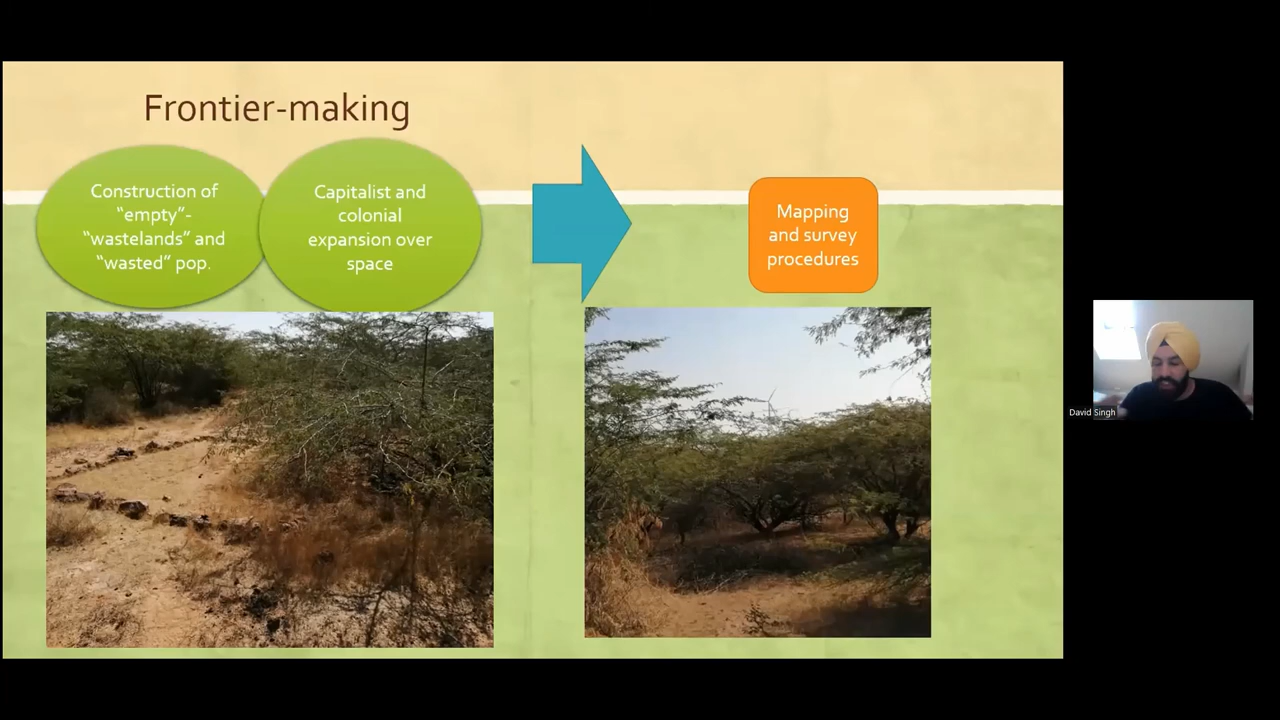 Frontier-making
Construction of
“empty”-
“wastelands” and
“wasted” pop.
Capitalist and
colonial
expansion over
space
Mapping
and survey
procedures
David Singh